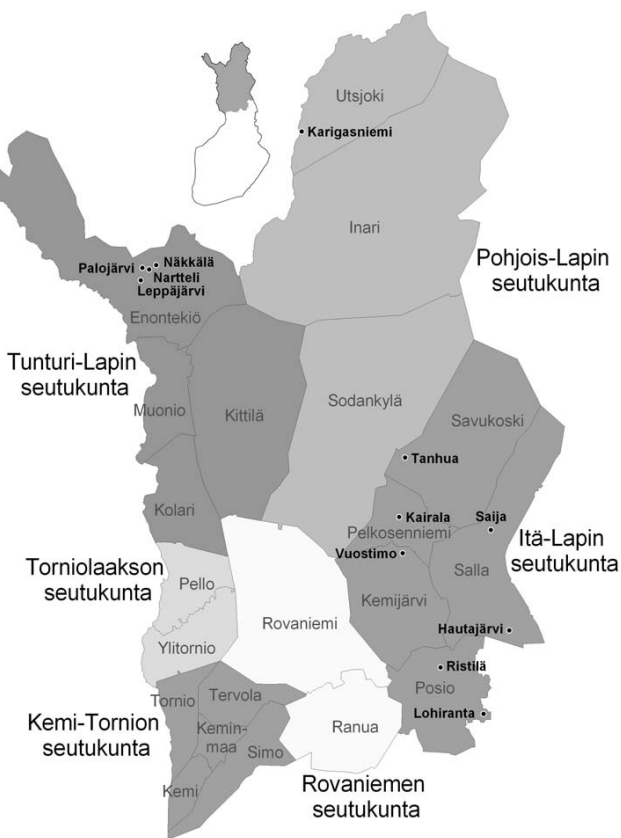 Utsjoki
Karigasniemi
Inari
Pohjois-Lapin
seutukunta
Näkkälä
Palojärvi
Nartteli
Leppäjärvi
Enontekiö
Tunturi-Lapin
seutukunta
Muonio
Kittilä
Sodankylä
Savukoski
Tanhua
Kolari
Kairala
Saija
Pelkosenniemi
Itä-Lapin
seutukunta
Vuostimo
Salla
Torniolaakson
seutukunta
Pello
Kemijärvi
Rovaniemi
Hautajärvi
Ylitornio
Ristilä
Posio
Tornio
Tervola
Lohiranta
Kemi-Tornion
seutukunta
Kemin-
maa
Ranua
Simo
Kemi
Rovaniemen
seutukunta